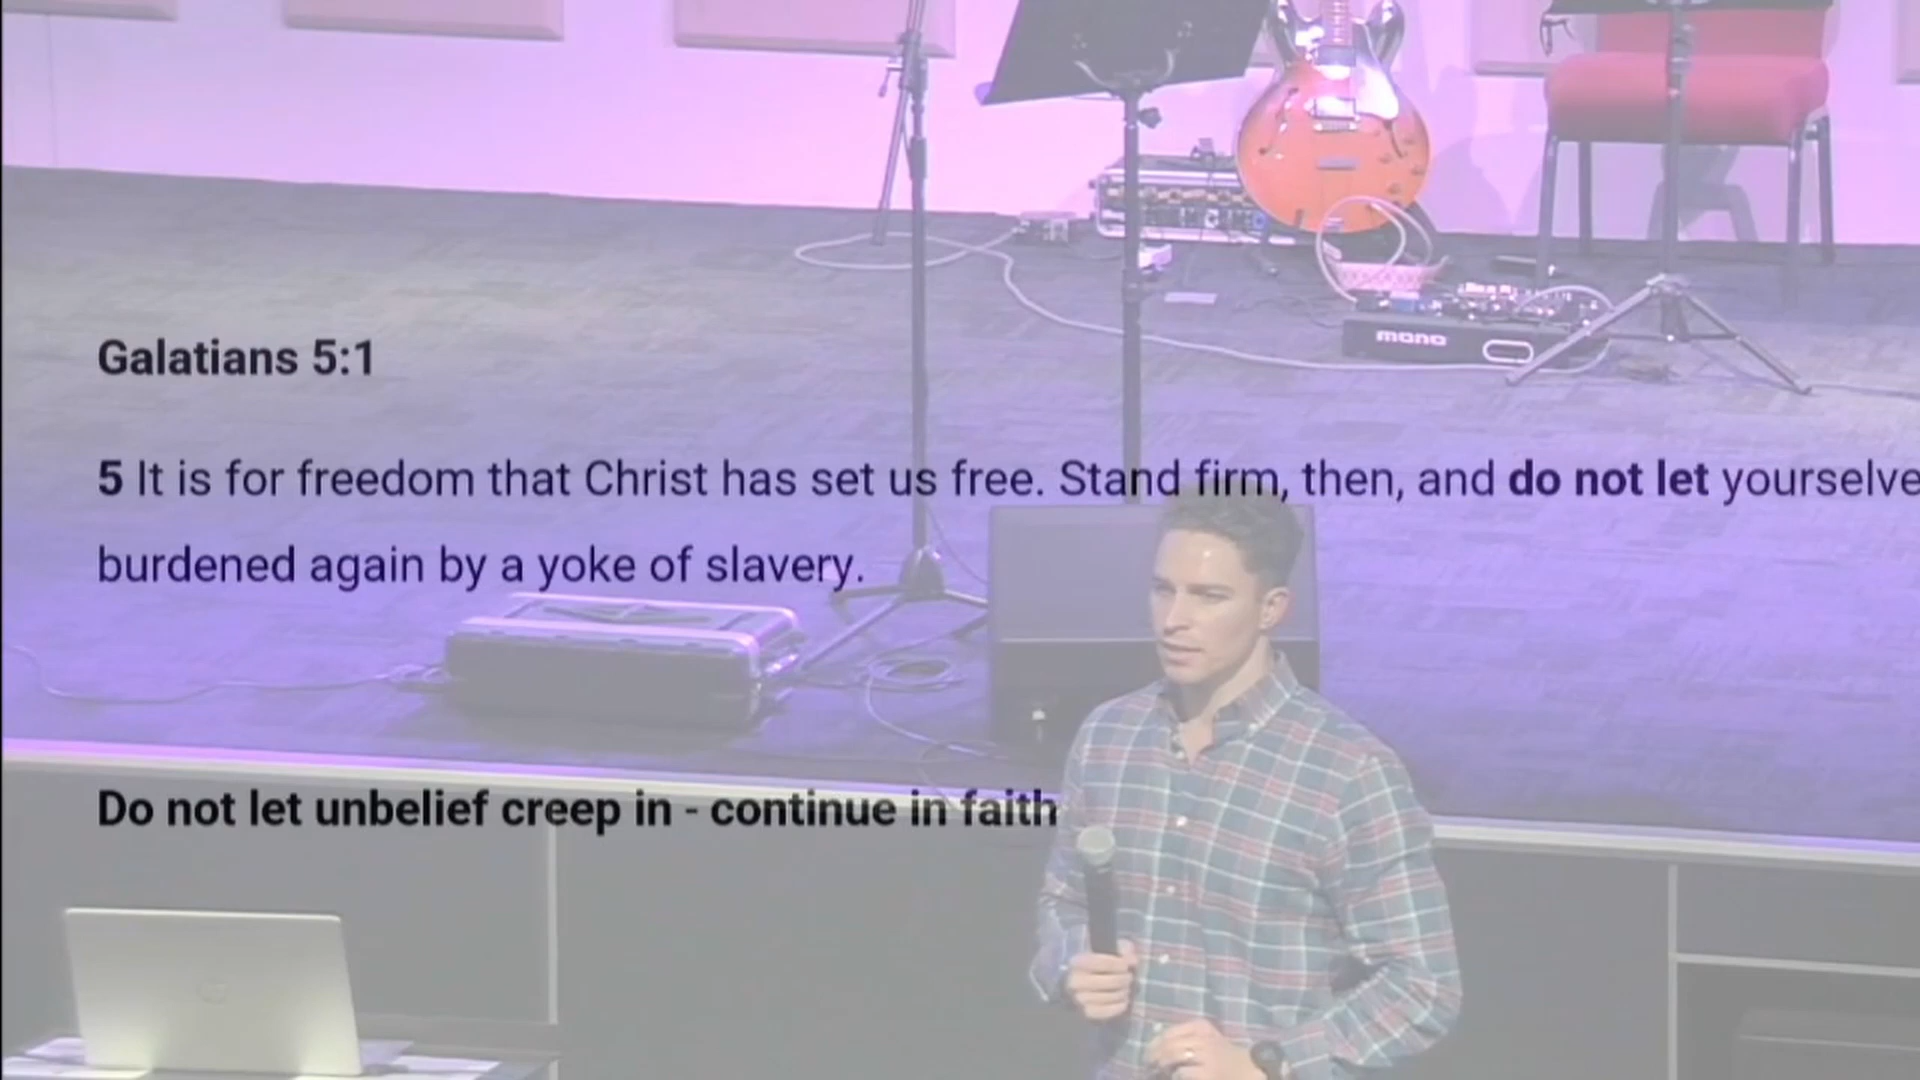 mono
Galatians 5:1
5 It is for freedom that Christ has set us free. Stand firm, then, and do not let yourselve
burdened again by a yoke of slavery.
Do not let unbelief creep in - continue in faith